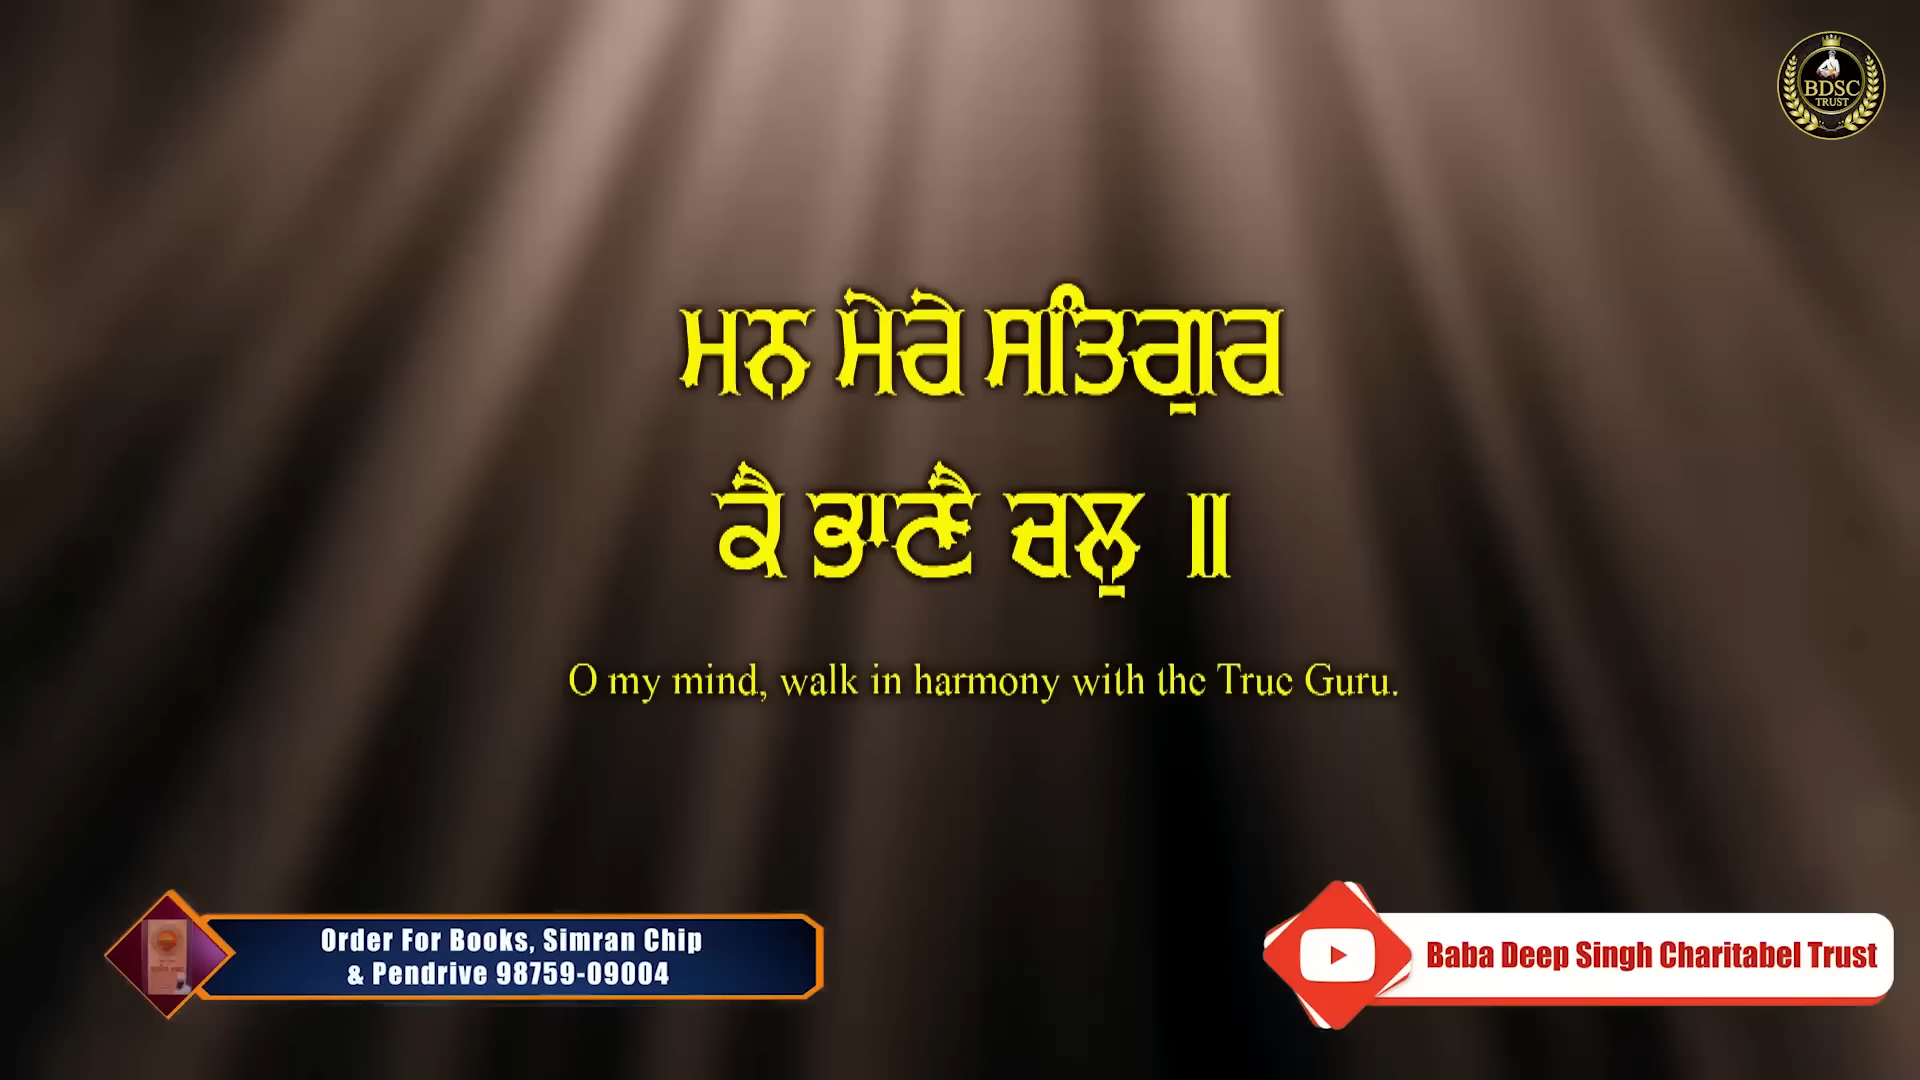 BDSC
TRUST
ਮਨ ਮੇਰੇ ਸਤਿਗੁਰ
ਕੈ ਭਾਣੈ ਚਲੁ ॥
O my mind, walk in harmony with the True Guru.
Order For Books, Simran Chip
& Pendrive 98759-09004
Baba Deep Singh Charitabel Trust